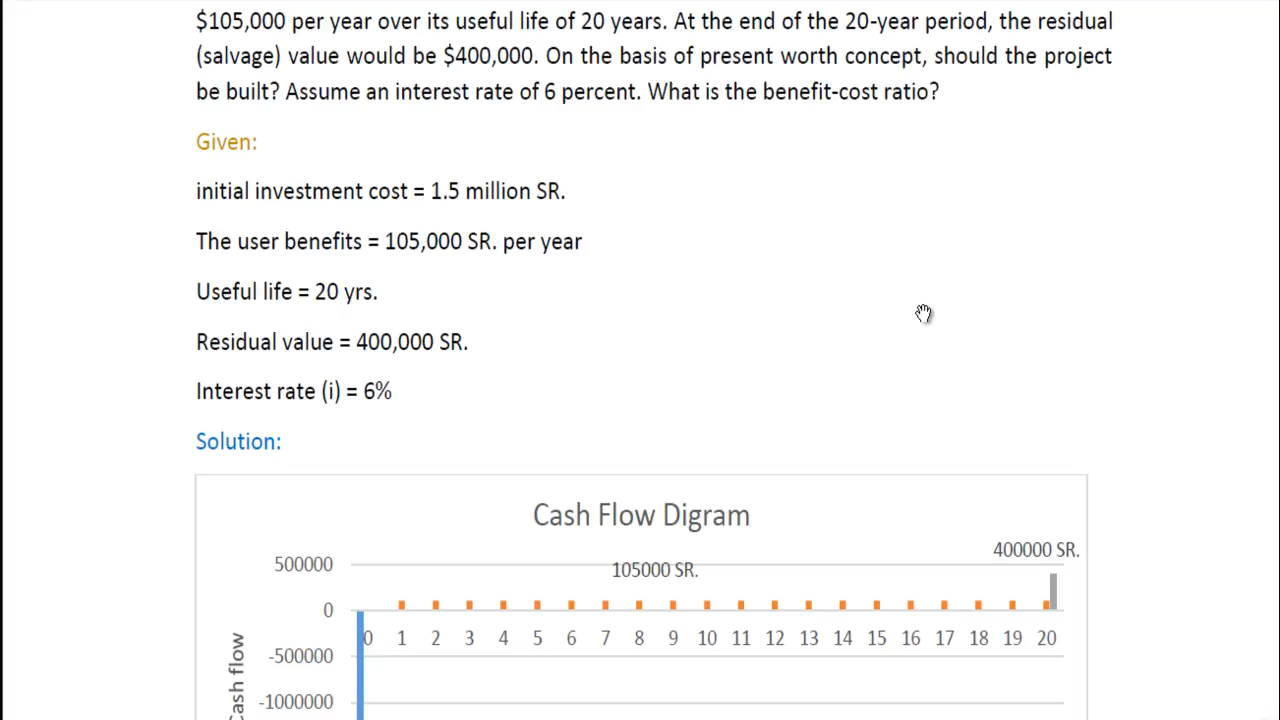 $105,000 per year over its useful life of 20 years. At the end of the 20-year period, the residual
(salvage) value would be $400,000. On the basis of present worth concept, should the project
be built? Assume an interest rate of 6 percent. What is the benefit-cost ratio?
Given:
initial investment cost = 1.5 million SR.
The user benefits = 105,000 SR. per year
Useful life = 20 yrs.
Residual value = 400,000 SR.
Interest rate (i) = 6%
Solution:
Cash Flow Digram
400000 SR.
500000
105000 SR.
0
0 1 2 3 4 5 6 7 8 9 10 11 12 13 14 15 16 17 18 19 20
-500000
-1000000
Cash flow